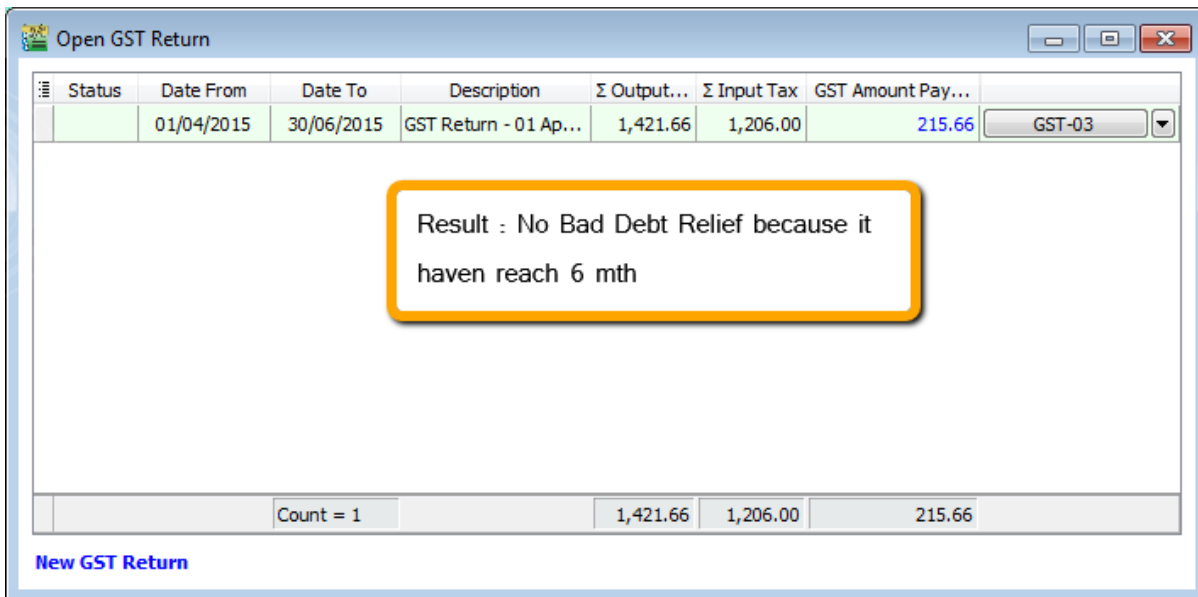 Open GST Return
Status Date From Date To Description Σ Output... Σ Input Tax GST Amount Pay...
01/04/2015 30/06/2015 GST Return - 01 Ap... 1,421.66 1,206.00 215.66 GST-03
Result : No Bad Debt Relief because it
haven reach 6 mth
Count = 1 1,421.66 1,206.00 215.66
New GST Return